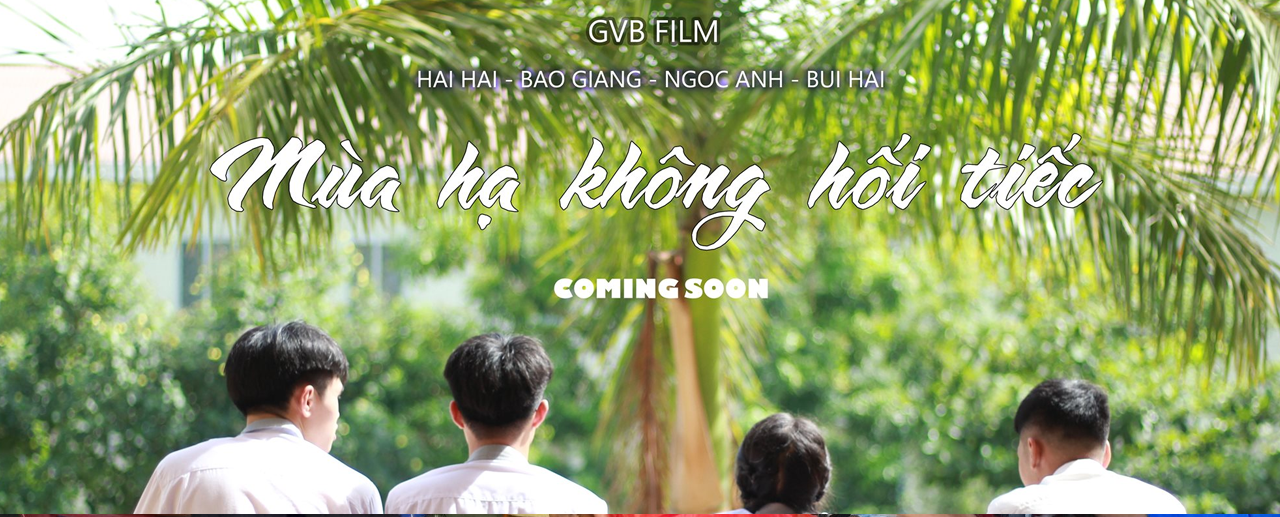 GVB FILM
HAI HAI - BAO GIANG - NGOC ANH - BUI HAI
Mùa hạ không hối tiếc
COMING SOON